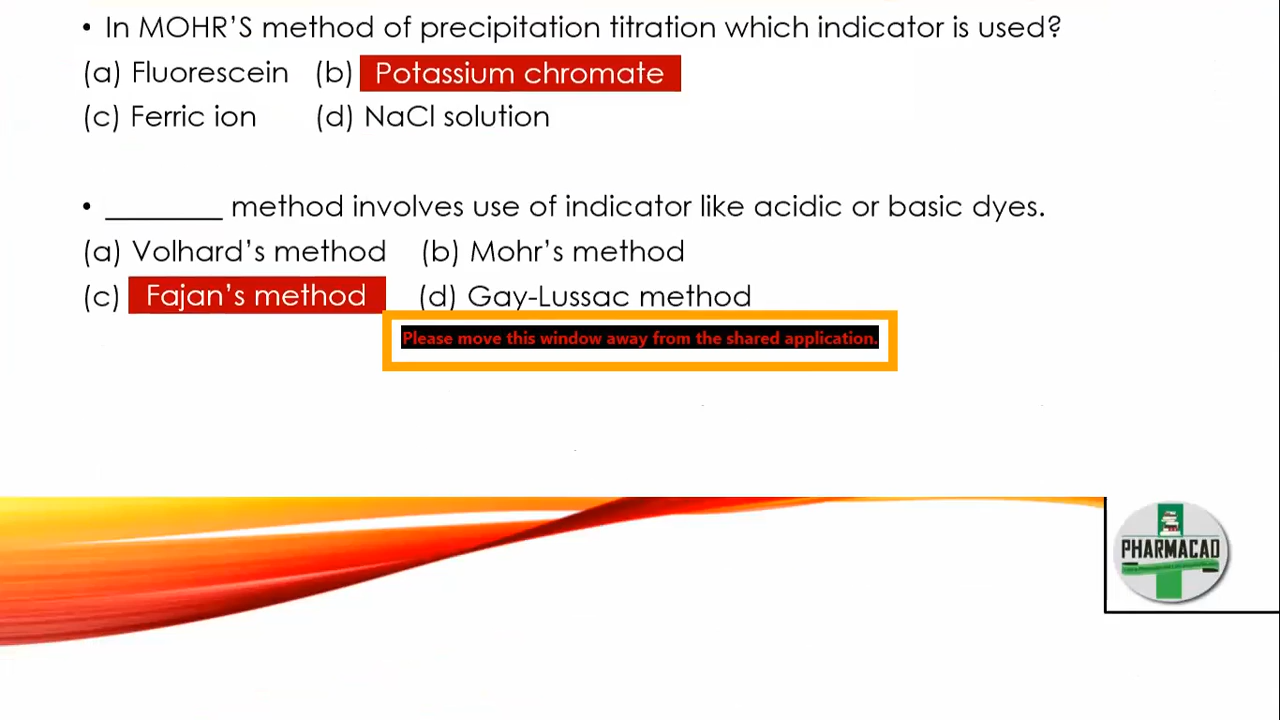 • In MOHR'S method of precipitation titration which indicator is used?
(a) Fluorescein (b) Potassium chromate
(c) Ferric ion (d) NaCl solution
• ________ method involves use of indicator like acidic or basic dyes.
(a) Volhard's method (b) Mohr's method
(c) Fajan's method (d) Gay-Lussac method
Please move this window away from the shared application.
PHARMACAD